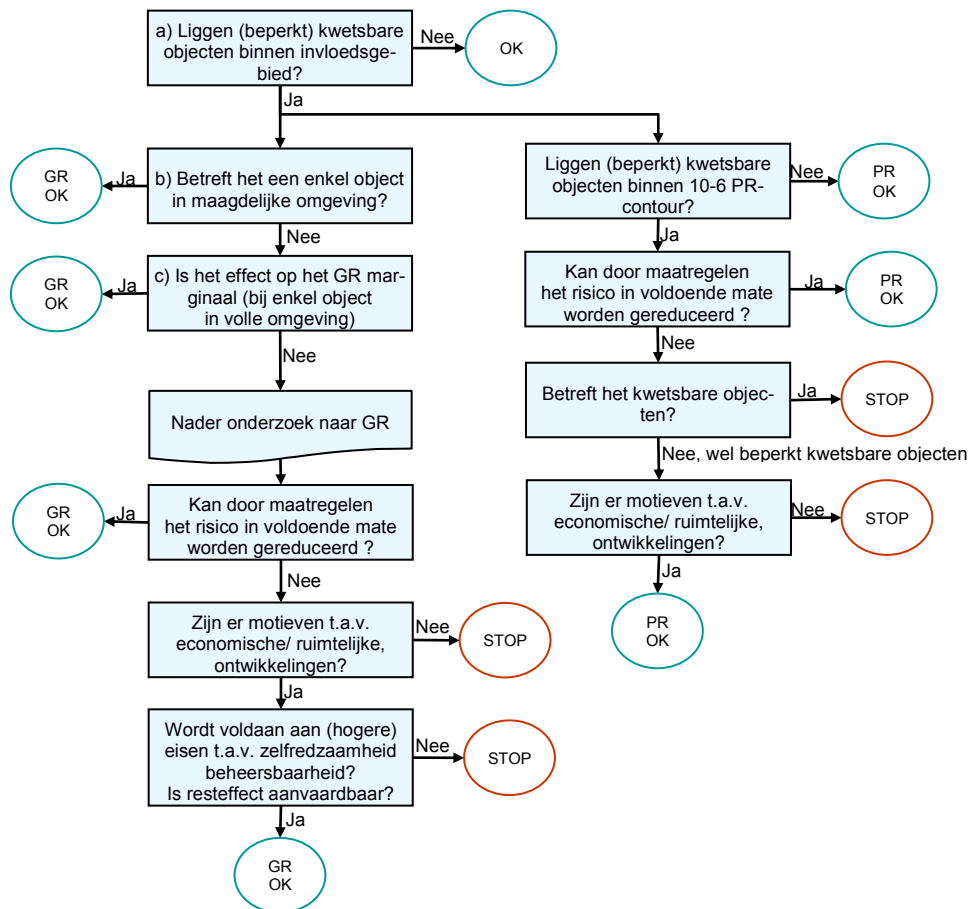 a) Liggen (beperkt) kwetsbare
objecten binnen invloedsge-
bied?
Nee
OK
Ja
GR
OK
Ja
b) Betreft het een enkel object
in maagdelijke omgeving?
Nee
GR
OK
Ja
c) Is het effect op het GR mar-
ginaal (bij enkel object
in volle omgeving)
Nee
Nader onderzoek naar GR
GR
OK
Ja
Kan door maatregelen
het risico in voldoende mate
worden gereduceerd ?
Nee
Zijn er motieven t.a.v.
economische/ ruimtelijke,
ontwikkelingen?
Nee
STOP
Ja
Wordt voldaan aan (hogere)
eisen t.a.v. zelfredzaamheid
beheersbaarheid?
Is resteffect aanvaardbaar?
Nee
STOP
Ja
GR
OK
Liggen (beperkt) kwetsbare
objecten binnen 10-6 PR-
contour?
Nee
PR
OK
Ja
Kan door maatregelen
het risico in voldoende mate
worden gereduceerd ?
Ja
PR
OK
Nee
Betreft het kwetsbare objec-
ten?
Ja
STOP
Nee, wel beperkt kwetsbare objecten
Zijn er motieven t.a.v.
economische/ ruimtelijke,
ontwikkelingen?
Nee
STOP
Ja
PR
OK